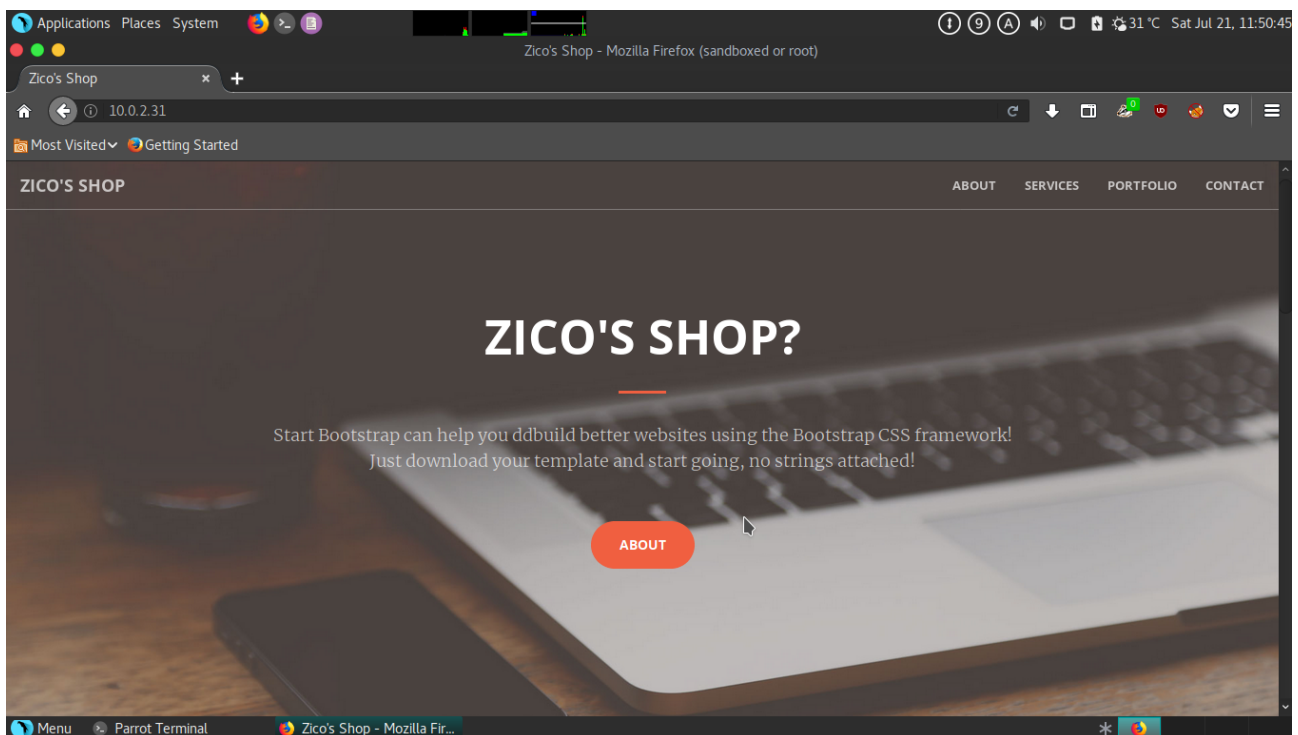 Applications Places System
9 A 31 °C Sat Jul 21, 11:50:45
Zico's Shop - Mozilla Firefox (sandboxed or root)
Zico's Shop
10.0.2.31
0
Most Visited Getting Started
ZICO'S SHOP ABOUT SERVICES PORTFOLIO CONTACT
ZICO'S SHOP?
Start Bootstrap can help you ddbuild better websites using the Bootstrap CSS framework!
Just download your template and start going, no strings attached!
ABOUT
Menu Parrot Terminal Zico's Shop - Mozilla Fir...